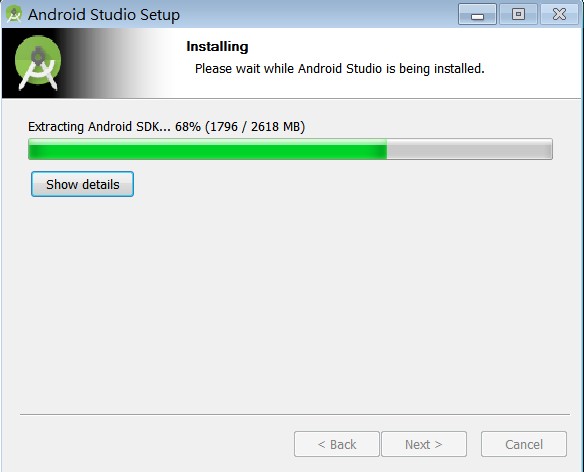 Android Studio Setup
Installing
Please wait while Android Studio is being installed.
Extracting Android SDK... 68% (1796 / 2618 MB)
Show details
< Back
Next >
Cancel